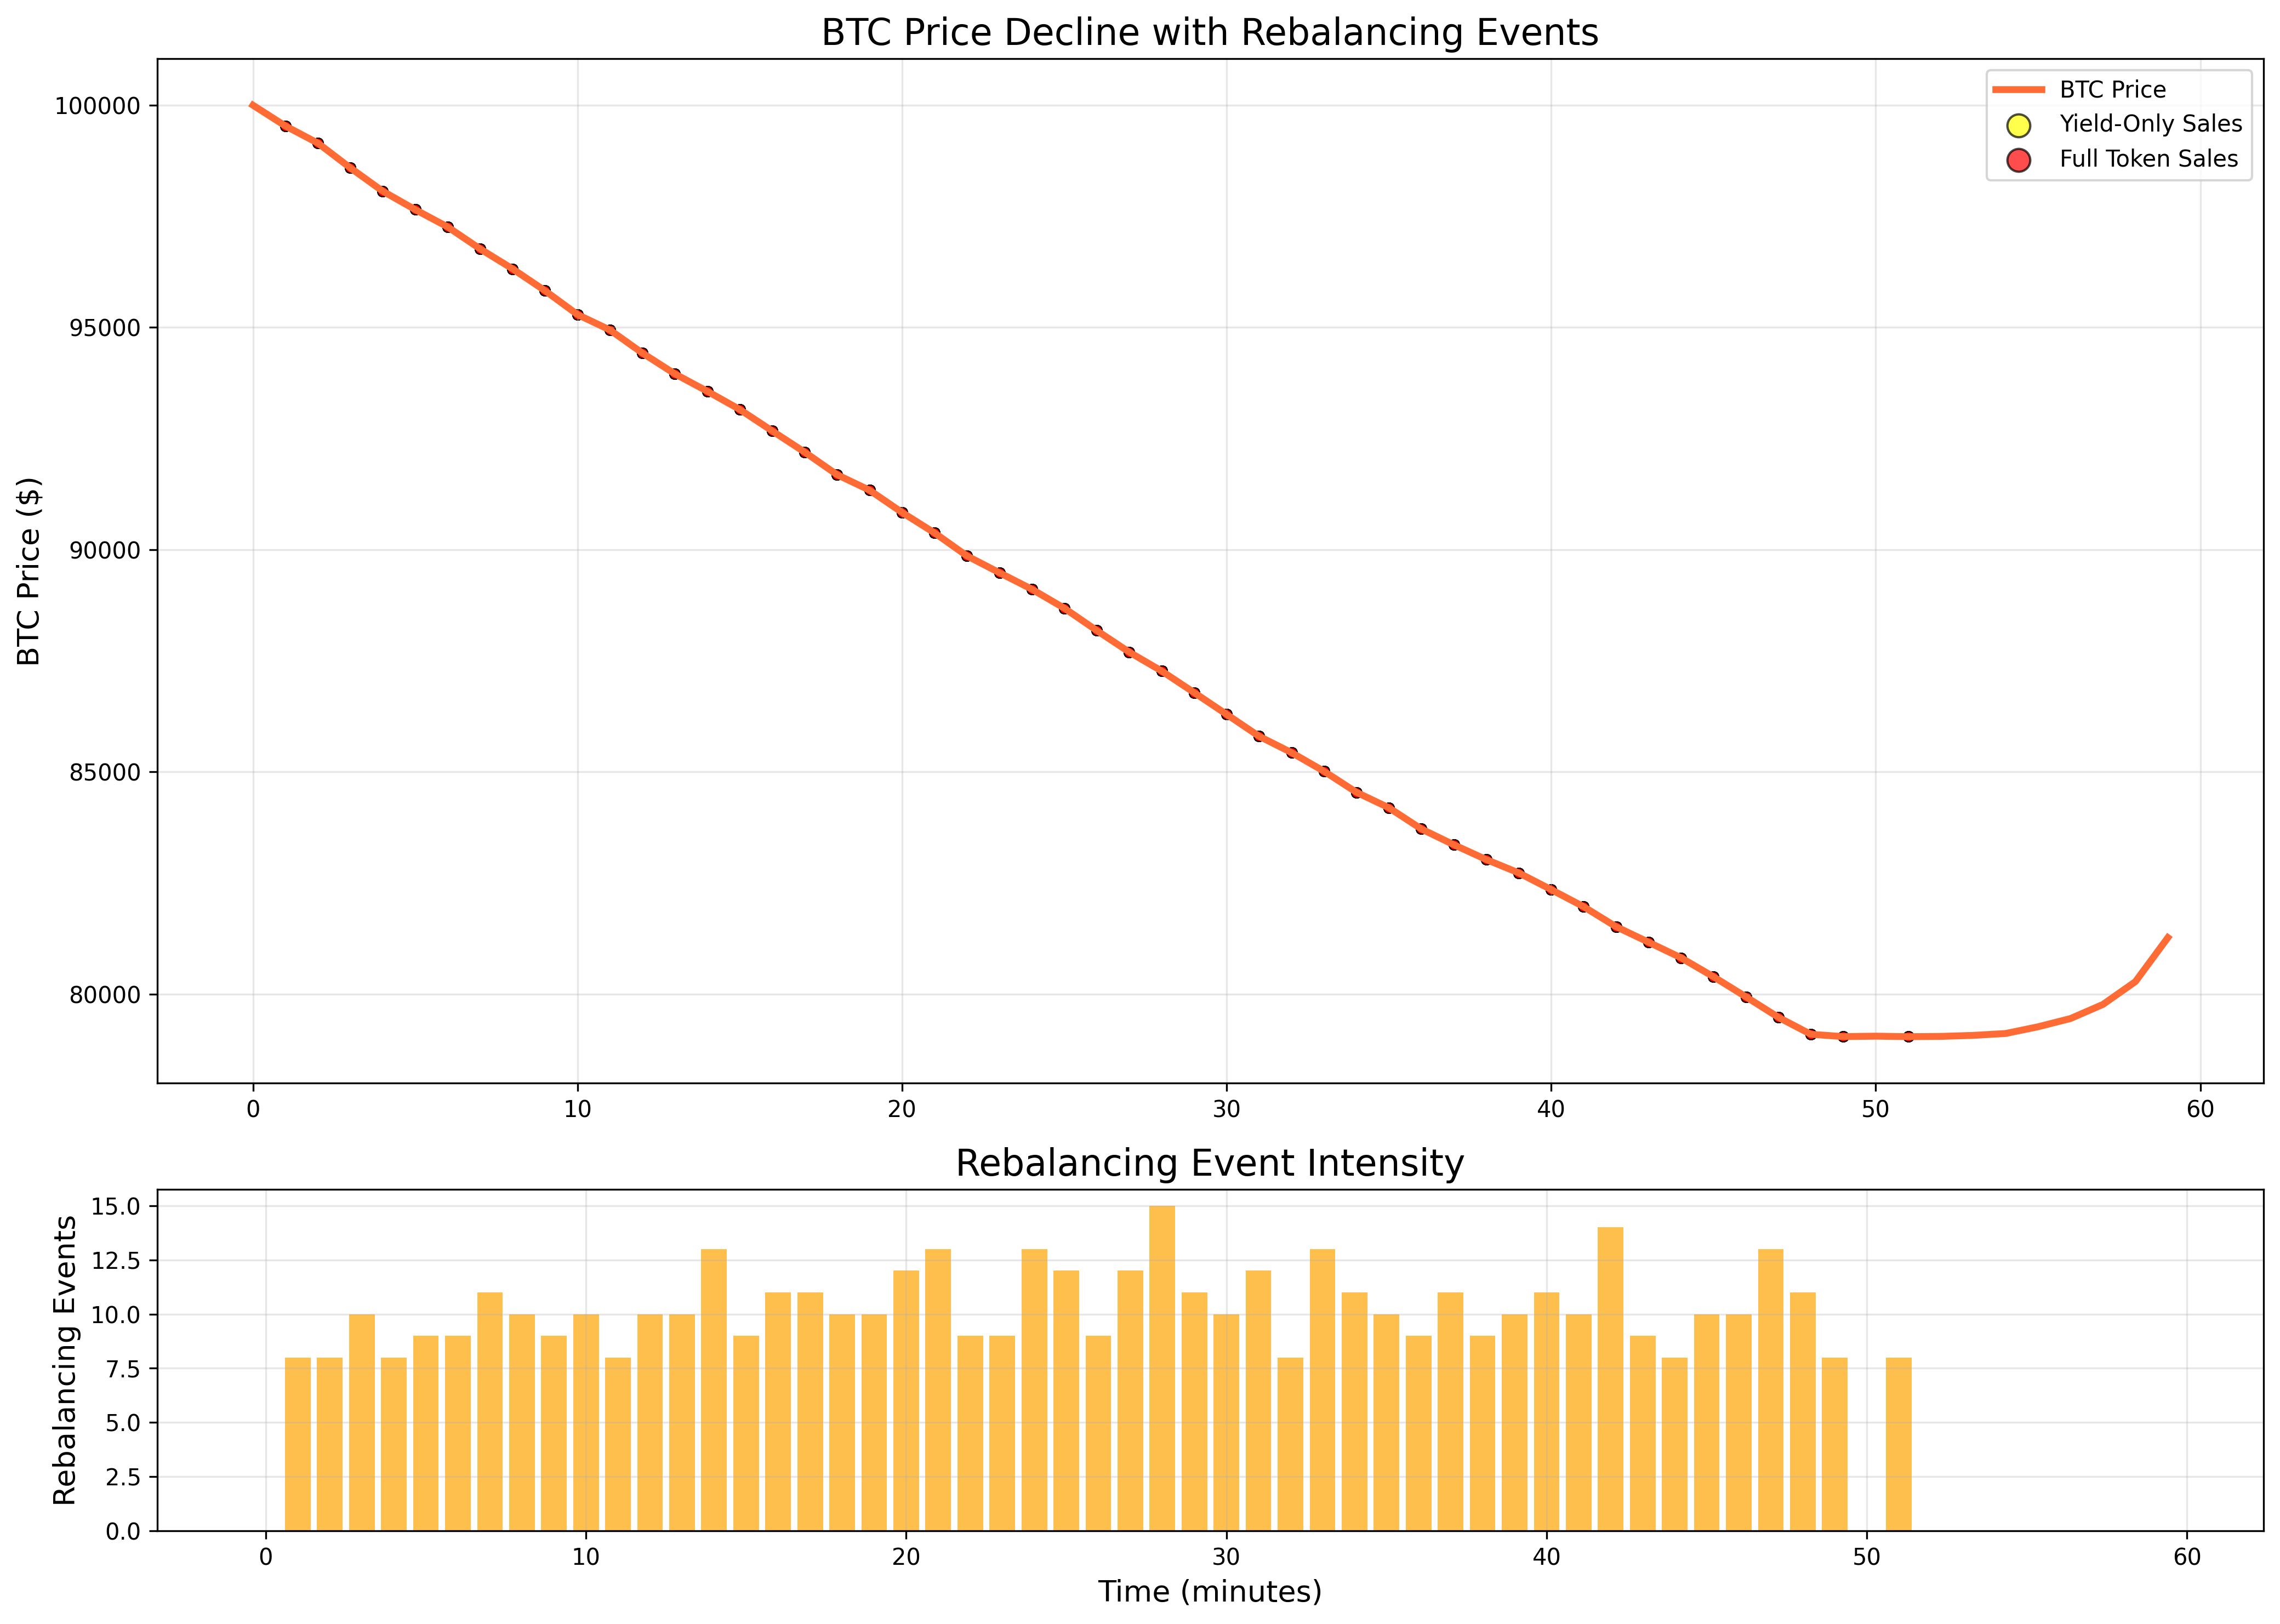 BTC Price Decline with Rebalancing Events
BTC Price
Yield-Only Sales
Full Token Sales
BTC Price ($)
100000
95000
90000
85000
80000
0 10 20 30 40 50 60
Rebalancing Event Intensity
Rebalancing Events
15.0
12.5
10.0
7.5
5.0
2.5
0.0
0 10 20 30 40 50 60
Time (minutes)